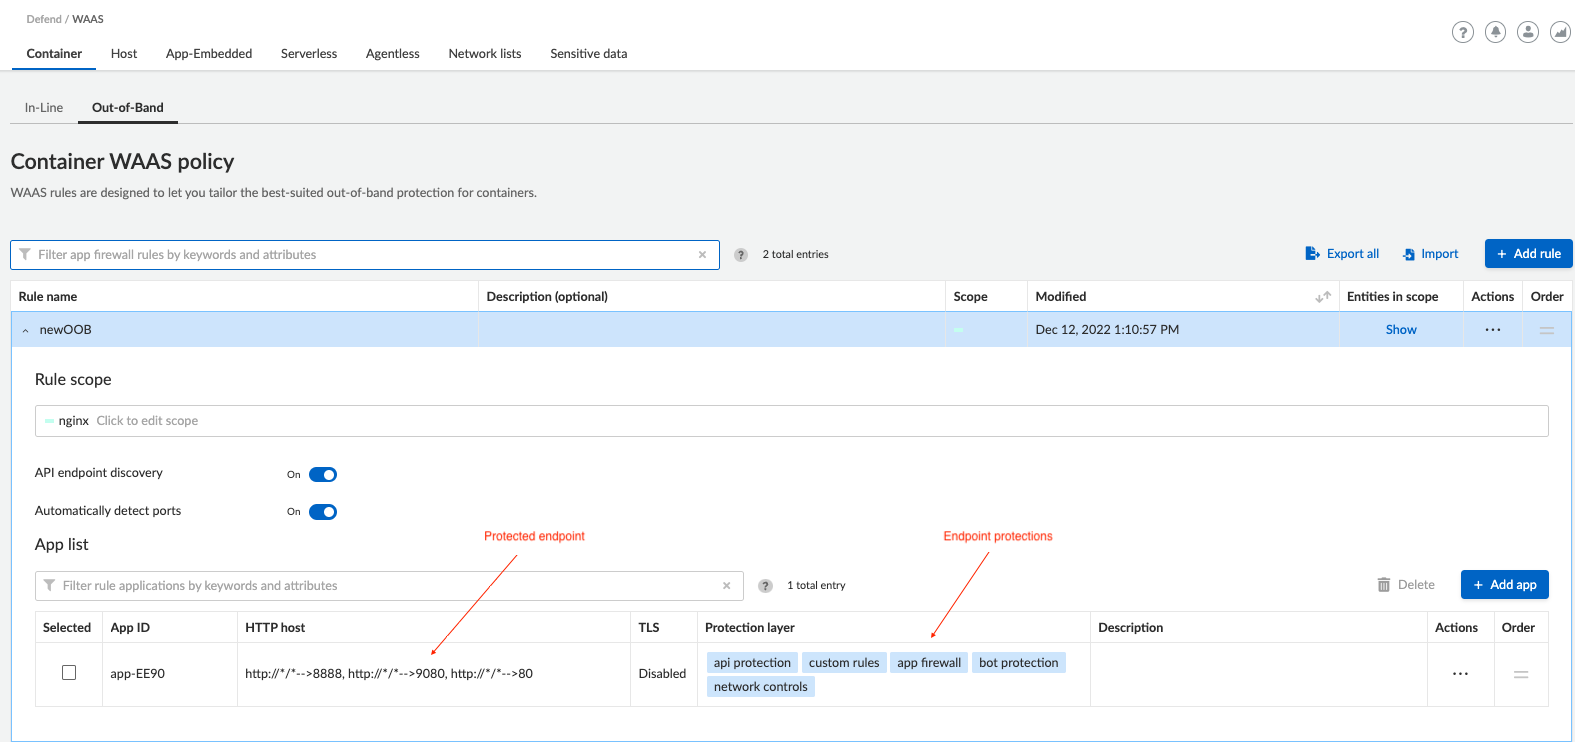 Defend / WAAS
Container Host App-Embedded Serverless Agentless Network lists Sensitive data
In-Line Out-of-Band
Container WAAS policy
WAAS rules are designed to let you tailor the best-suited out-of-band protection for containers.
Filter app firewall rules by keywords and attributes × ? 2 total entries Export all Import + Add rule
Rule name Description (optional) Scope Modified Entities in scope Actions Order
newOOB Dec 12, 2022 1:10:57 PM Show ...
Rule scope
nginx Click to edit scope
API endpoint discovery On
Automatically detect ports On
Protected endpoint Endpoint protections
App list
Filter rule applications by keywords and attributes × ? 1 total entry Delete + Add app
Selected App ID HTTP host TLS Protection layer Description Actions Order
app-EE90 http://*/*-->8888, http://*/*-->9080, http://*/*-->80 Disabled api protection custom rules app firewall bot protection ...
network controls